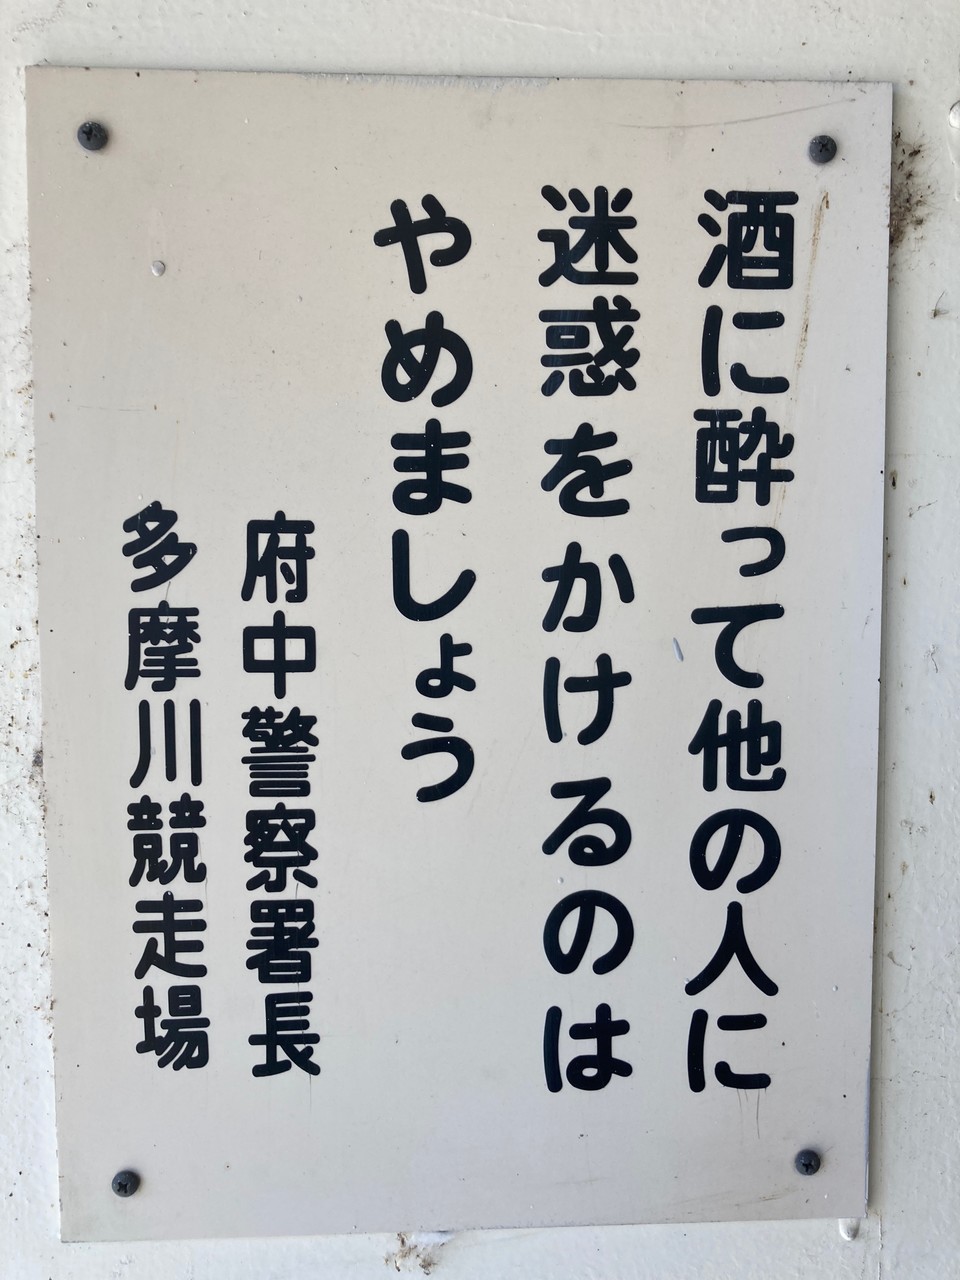 酒に酔って他の人に
迷惑をかけるのは
やめましょう
府中警察署長
多摩川競走場